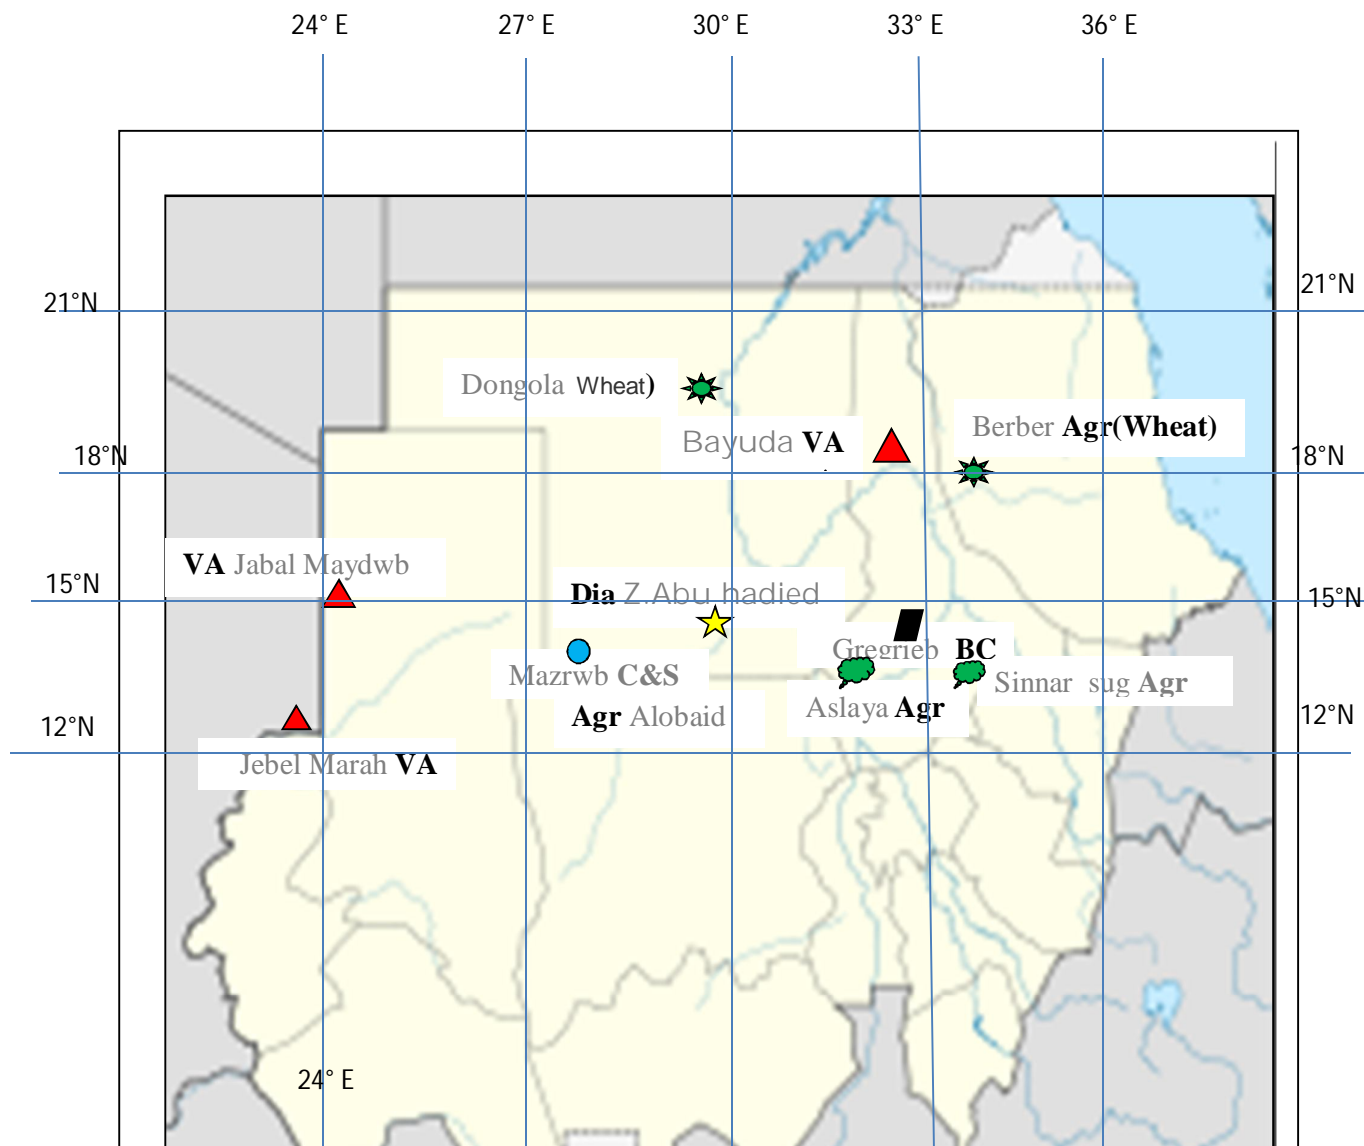 24° E 27° E 30° E 33° E 36° E
21°N 21°N
Dongola Wheat)
Berber Agr(Wheat)
Bayuda VA
18°N 18°N
VA Jabal Maydwb
15°N 15°N
Dia Z.Abu hadied
Gregrieb BC
Mazrwb C&S
Sinnar sug Agr
Agr Alobaid
Aslaya Agr
12°N 12°N
Jebel Marah VA
24° E